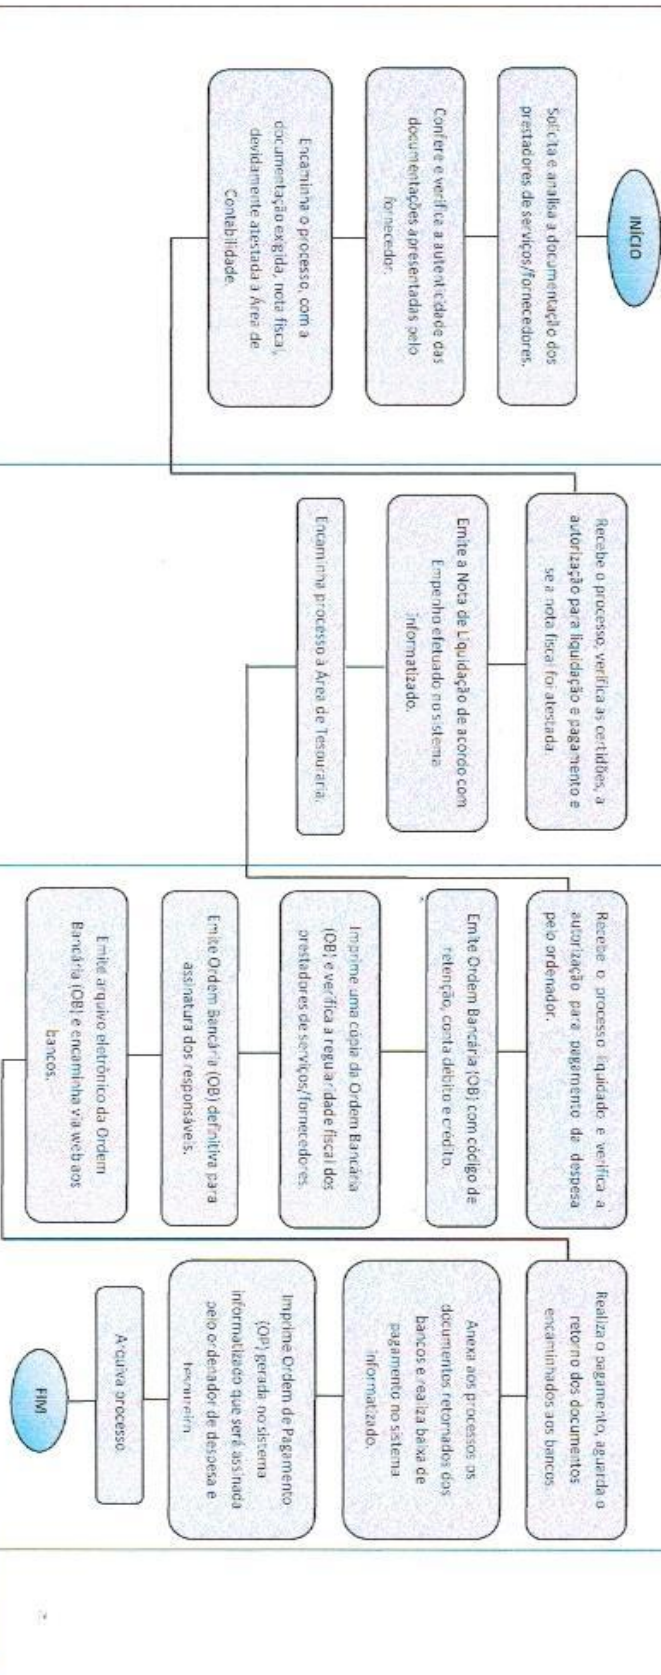 INÍCIO
Solicita e analisa a documentação dos
prestadores de serviços/fornecedores.
Confere e verifica a autenticidade das
documentações apresentadas pelo
fornecedor.
Encaminha o processo, com a
documentação exigida, nota fiscal,
devidamente atestada a Área de
Contabilidade.
Recebe o processo, verifica as certidões, a
autorização para liquidação e pagamento e
se a nota fiscal foi atestada.
Emite a Nota de Liquidação de acordo com
Empenho efetuado no sistema
informatizado.
Encaminha processo à Área de Tesouraria.
Recebe o processo liquidado e verifica a
autorização para pagamento da despesa
pelo ordenador.
Emite Ordem Bancária (OB) com código de
retenção, conta débito e crédito.
Imprime uma cópia da Ordem Bancária
(OB) e verifica a regularidade fiscal dos
prestadores de serviços/fornecedores.
Emite Ordem Bancária (OB) definitiva para
assinatura dos responsáveis.
Emite arquivo eletrônico da Ordem
Bancária (OB) e encaminha via web aos
bancos.
Realiza o pagamento, aguarda o
retorno dos documentos
encaminhados aos bancos
Anexa aos processos os
documentos retornados dos
bancos e realiza baixa de
pagamento no sistema
informatizado.
Imprime Ordem de Pagamento
(OP) gerada no sistema
informatizado que será assinada
pelo ordenador de despesa e
tesoureiro
Arquiva processo.
FIM